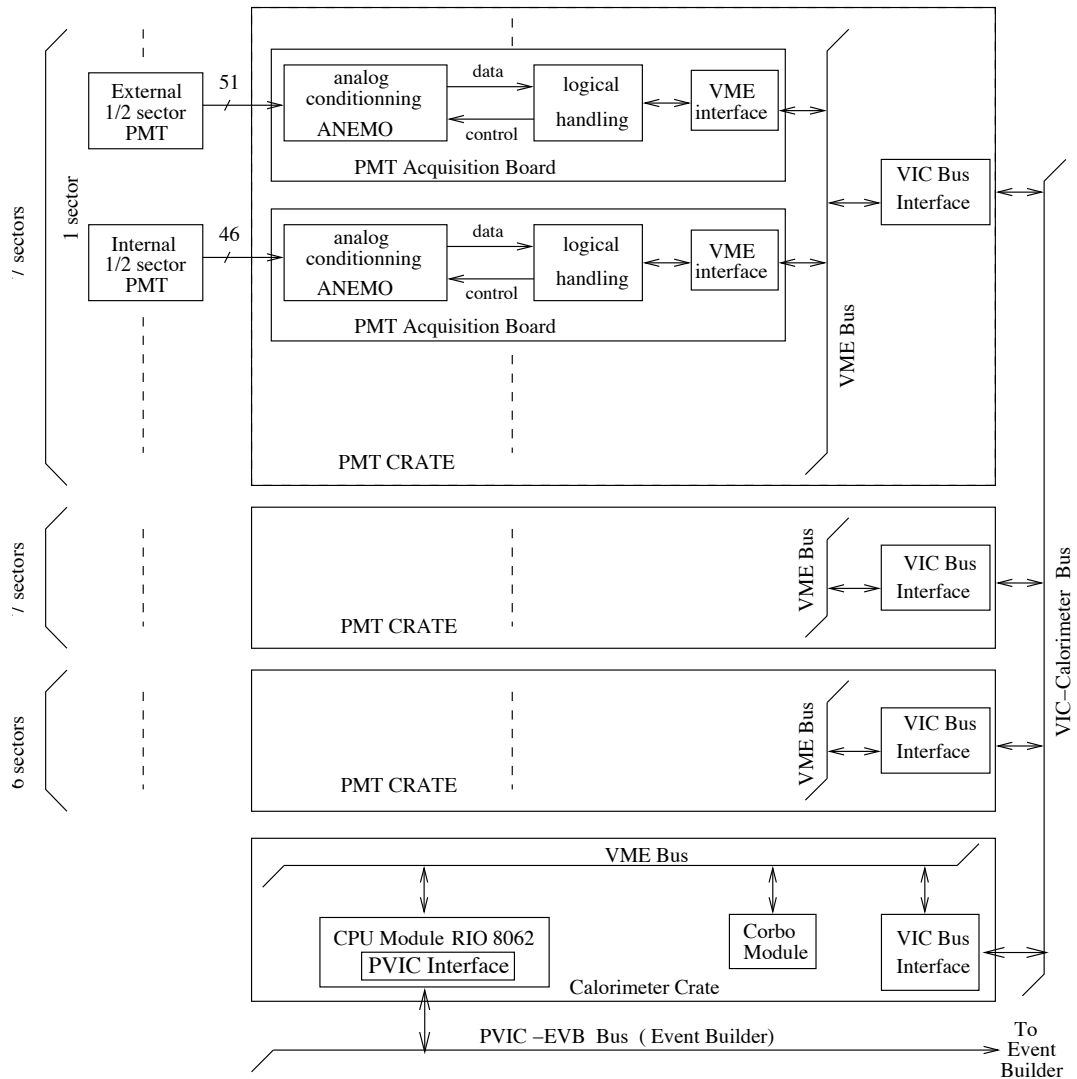 51
External
1/2 sector
PMT
analog
conditionning
ANEMO
data
control
logical
handling
VME
interface
PMT Acquisition Board
1 sector
sectors
46
Internal
1/2 sector
PMT
analog
conditionning
ANEMO
data
control
logical
handling
VME
interface
PMT Acquisition Board
VME Bus
VIC Bus
Interface
PMT CRATE
sectors
PMT CRATE
VME Bus
VIC Bus
Interface
VIC-Calorimeter Bus
6 sectors
PMT CRATE
VME Bus
VIC Bus
Interface
VME Bus
CPU Module RIO 8062
PVIC Interface
Corbo
Module
VIC Bus
Interface
Calorimeter Crate
PVIC -EVB Bus ( Event Builder)
To
Event
Builder